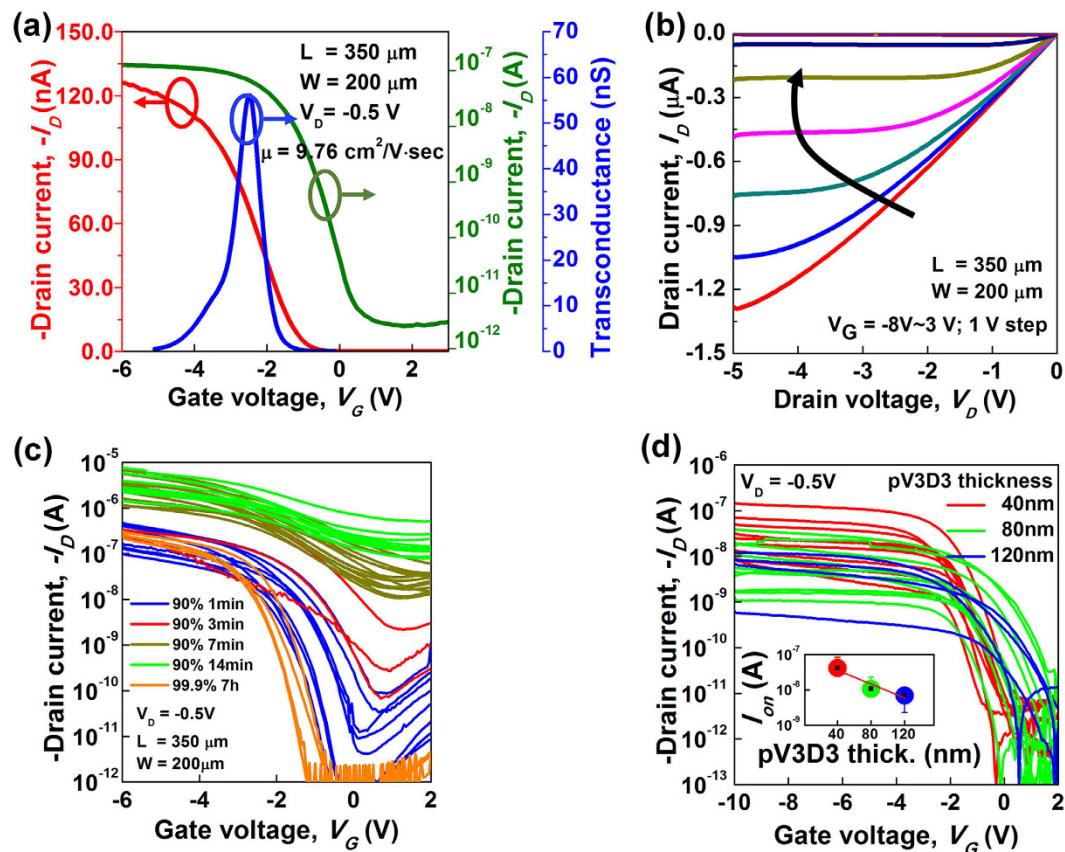 (a)
-Drain current, -I_D (nA)
150.0
120.0
90.0
60.0
30.0
0.0
-6
-4
-2
0
2
Gate voltage, V_G (V)
L = 350 μm
W = 200 μm
V_D = -0.5 V
μ = 9.76 cm²/V·sec
10⁻⁷
10⁻⁸
10⁻⁹
10⁻¹⁰
10⁻¹¹
10⁻¹²
-Drain current, -I_D (A)
70
60
50
40
30
20
10
0
Transconductance (nS)
(b)
Drain current, I_D (μA)
0.0
-0.3
-0.6
-0.9
-1.2
-1.5
-5
-4
-3
-2
-1
0
Drain voltage, V_D (V)
L = 350 μm
W = 200 μm
V_G = -8V~3 V; 1 V step
(c)
-Drain current, -I_D (A)
10⁻⁵
10⁻⁶
10⁻⁷
10⁻⁸
10⁻⁹
10⁻¹⁰
10⁻¹¹
10⁻¹²
90% 1min
90% 3min
90% 7min
90% 14min
99.9% 7h
V_D = -0.5V
L = 350 μm
W = 200μm
-6
-4
-2
0
2
Gate voltage, V_G (V)
(d)
-Drain current, -I_D (A)
10⁻⁶
10⁻⁷
10⁻⁸
10⁻⁹
10⁻¹⁰
10⁻¹¹
10⁻¹²
10⁻¹³
V_D = -0.5V
pV3D3 thickness
40nm
80nm
120nm
I_on (A)
10⁻⁷
10⁻⁸
10⁻⁹
40
80
120
pV3D3 thick. (nm)
-10
-8
-6
-4
-2
0
2
Gate voltage, V_G (V)